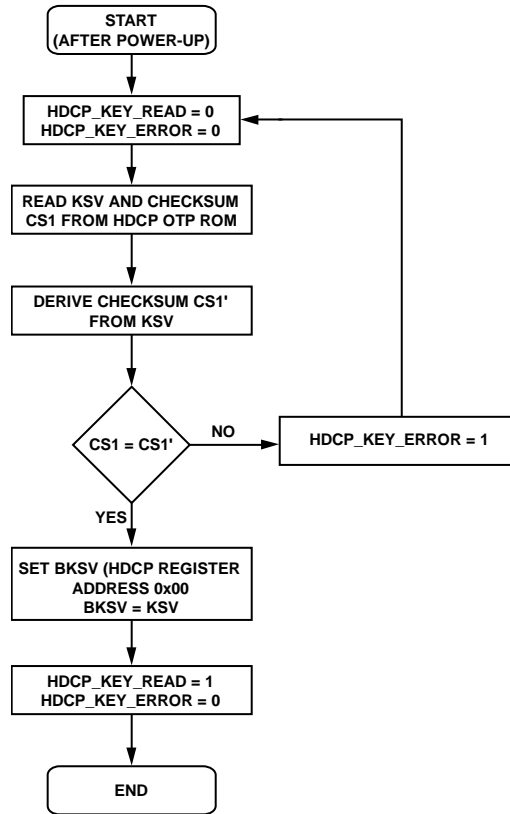 START
(AFTER POWER-UP)
HDCP_KEY_READ = 0
HDCP_KEY_ERROR = 0
READ KSV AND CHECKSUM
CS1 FROM HDCP OTP ROM
DERIVE CHECKSUM CS1'
FROM KSV
CS1 = CS1'
NO
HDCP_KEY_ERROR = 1
YES
SET BKSV (HDCP REGISTER
ADDRESS 0x00
BKSV = KSV
HDCP_KEY_READ = 1
HDCP_KEY_ERROR = 0
END